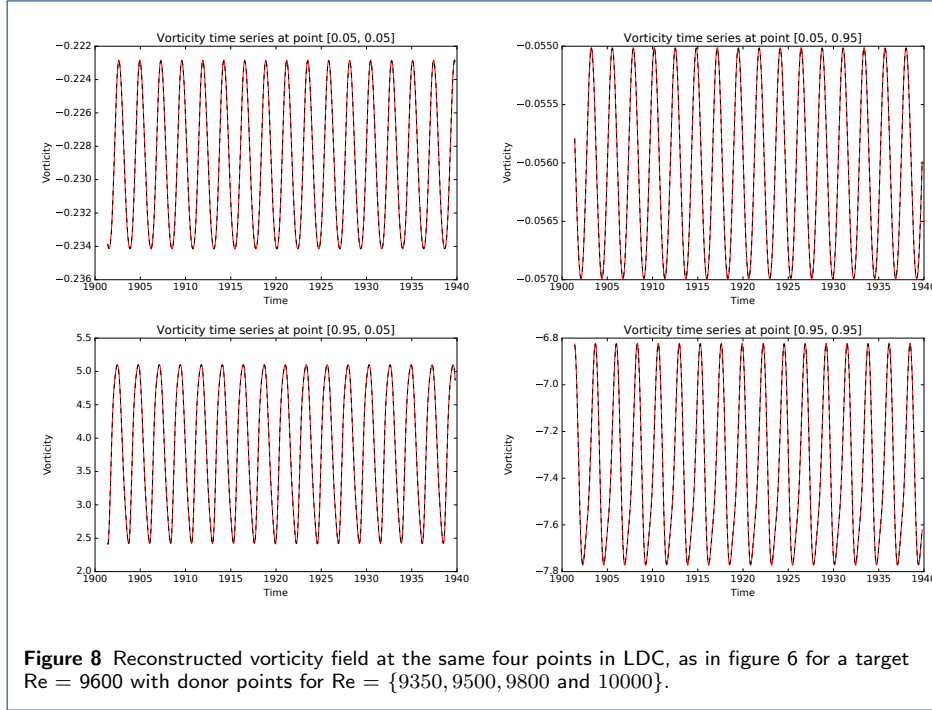 Vorticity time series at point [0.05, 0.05]
−0.222
−0.224
−0.226
−0.228
−0.230
−0.232
−0.234
−0.236
Vorticity
1900 1905 1910 1915 1920 1925 1930 1935 1940
Time
Vorticity time series at point [0.05, 0.95]
−0.0550
−0.0555
−0.0560
−0.0565
−0.0570
Vorticity
1900 1905 1910 1915 1920 1925 1930 1935 1940
Time
Vorticity time series at point [0.95, 0.05]
5.5
5.0
4.5
4.0
3.5
3.0
2.5
2.0
Vorticity
1900 1905 1910 1915 1920 1925 1930 1935 1940
Time
Vorticity time series at point [0.95, 0.95]
−6.8
−7.0
−7.2
−7.4
−7.6
−7.8
Vorticity
1900 1905 1910 1915 1920 1925 1930 1935 1940
Time
Figure 8 Reconstructed vorticity field at the same four points in LDC, as in figure 6 for a target
Re = 9600 with donor points for Re = {9350, 9500, 9800 and 10000}.